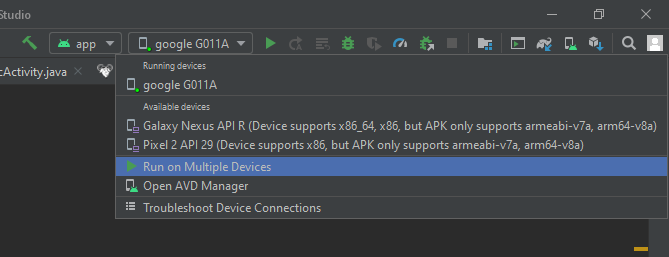 Studio
app
google G011A
cActivity.java
Running devices
google G011A
Available devices
Galaxy Nexus API R (Device supports x86_64, x86, but APK only supports armeabi-v7a, arm64-v8a)
Pixel 2 API 29 (Device supports x86, but APK only supports armeabi-v7a, arm64-v8a)
Run on Multiple Devices
Open AVD Manager
Troubleshoot Device Connections